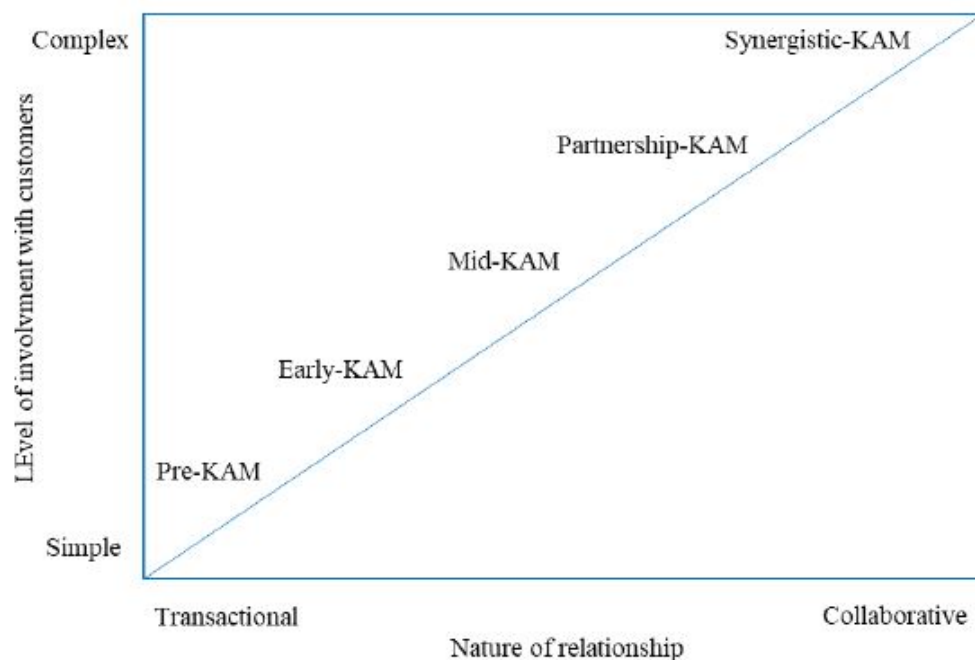 Complex
Synergistic-KAM
Partnership-KAM
Mid-KAM
Early-KAM
Pre-KAM
Simple
LEvel of involvment with customers
Transactional
Collaborative
Nature of relationship